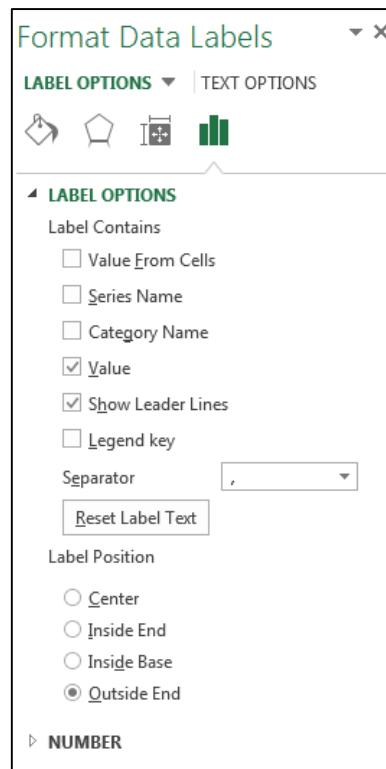 Format Data Labels
LABEL OPTIONS TEXT OPTIONS
LABEL OPTIONS
Label Contains
Value From Cells
Series Name
Category Name
Value
Show Leader Lines
Legend key
Separator ,
Reset Label Text
Label Position
Center
Inside End
Inside Base
Outside End
NUMBER